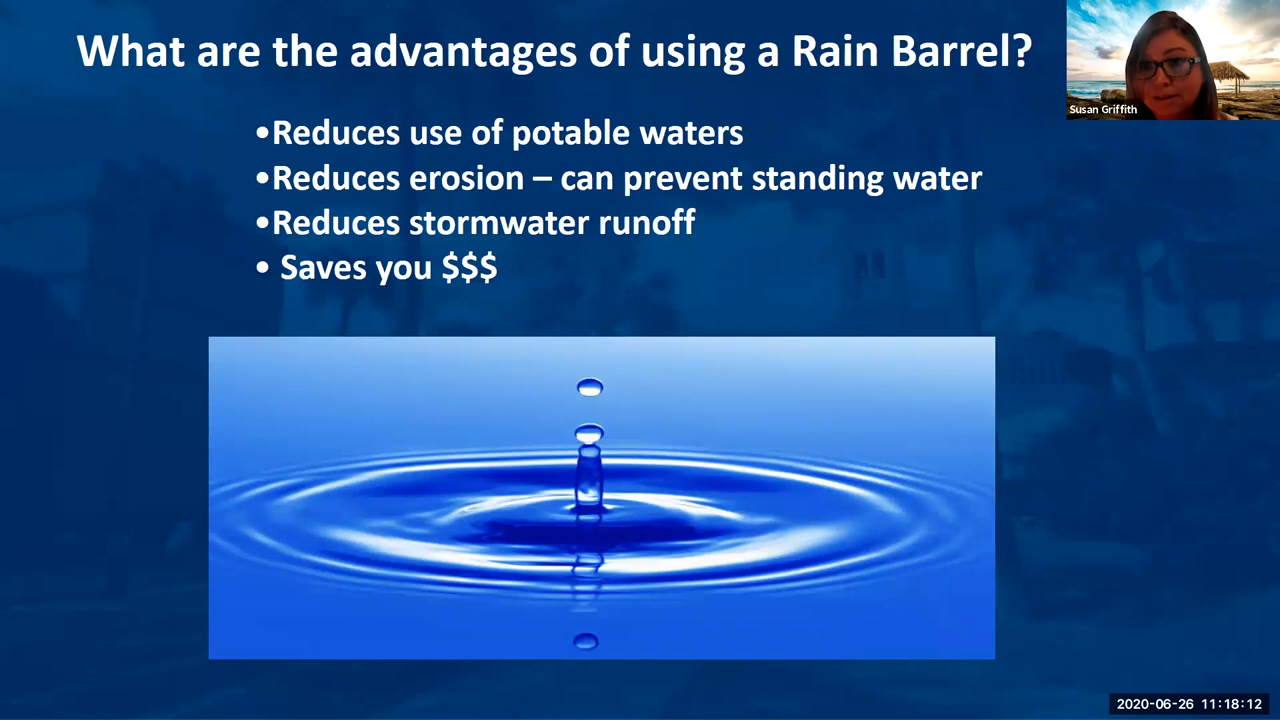 What are the advantages of using a Rain Barrel?
Susan Griffith
•Reduces use of potable waters
•Reduces erosion – can prevent standing water
•Reduces stormwater runoff
• Saves you $$$
2020-06-26 11:18:12